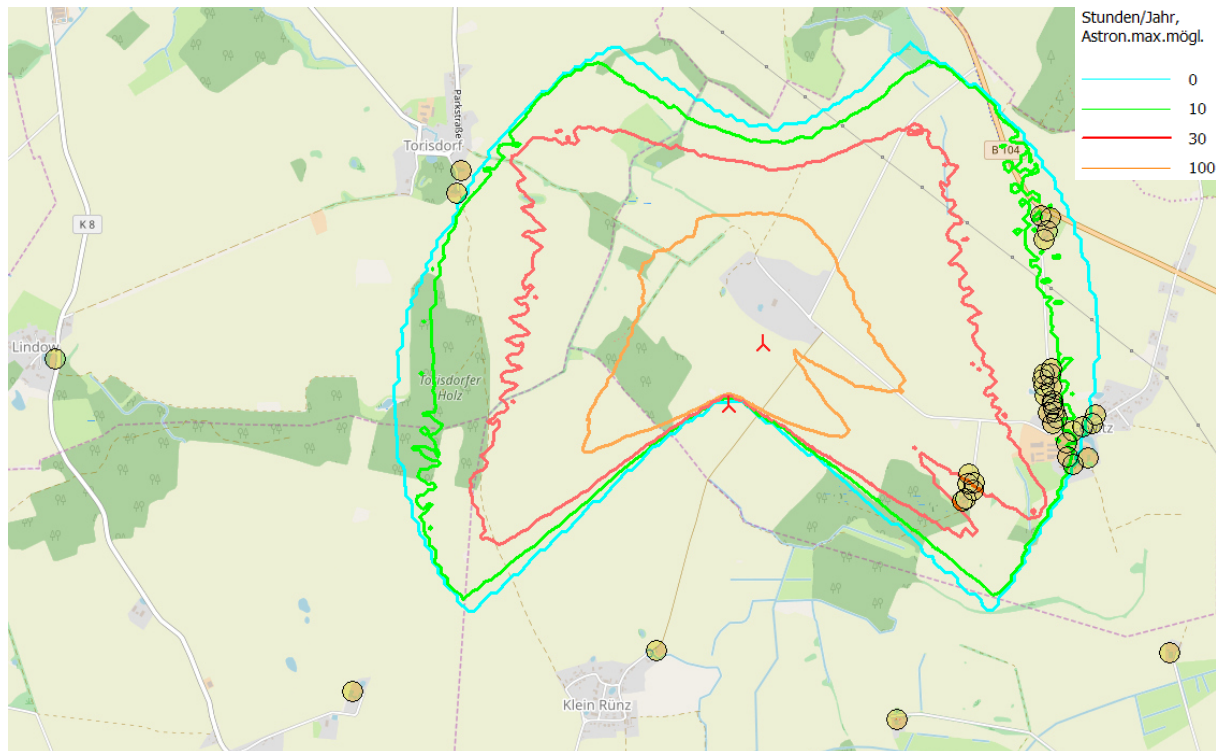 Stunden/Jahr,
Astron.max.mögl.
0
10
30
100
Parkstraße
Torisdorf
B 104
K 8
Lindow
Torisdorfer
Holz
Klein Rünz